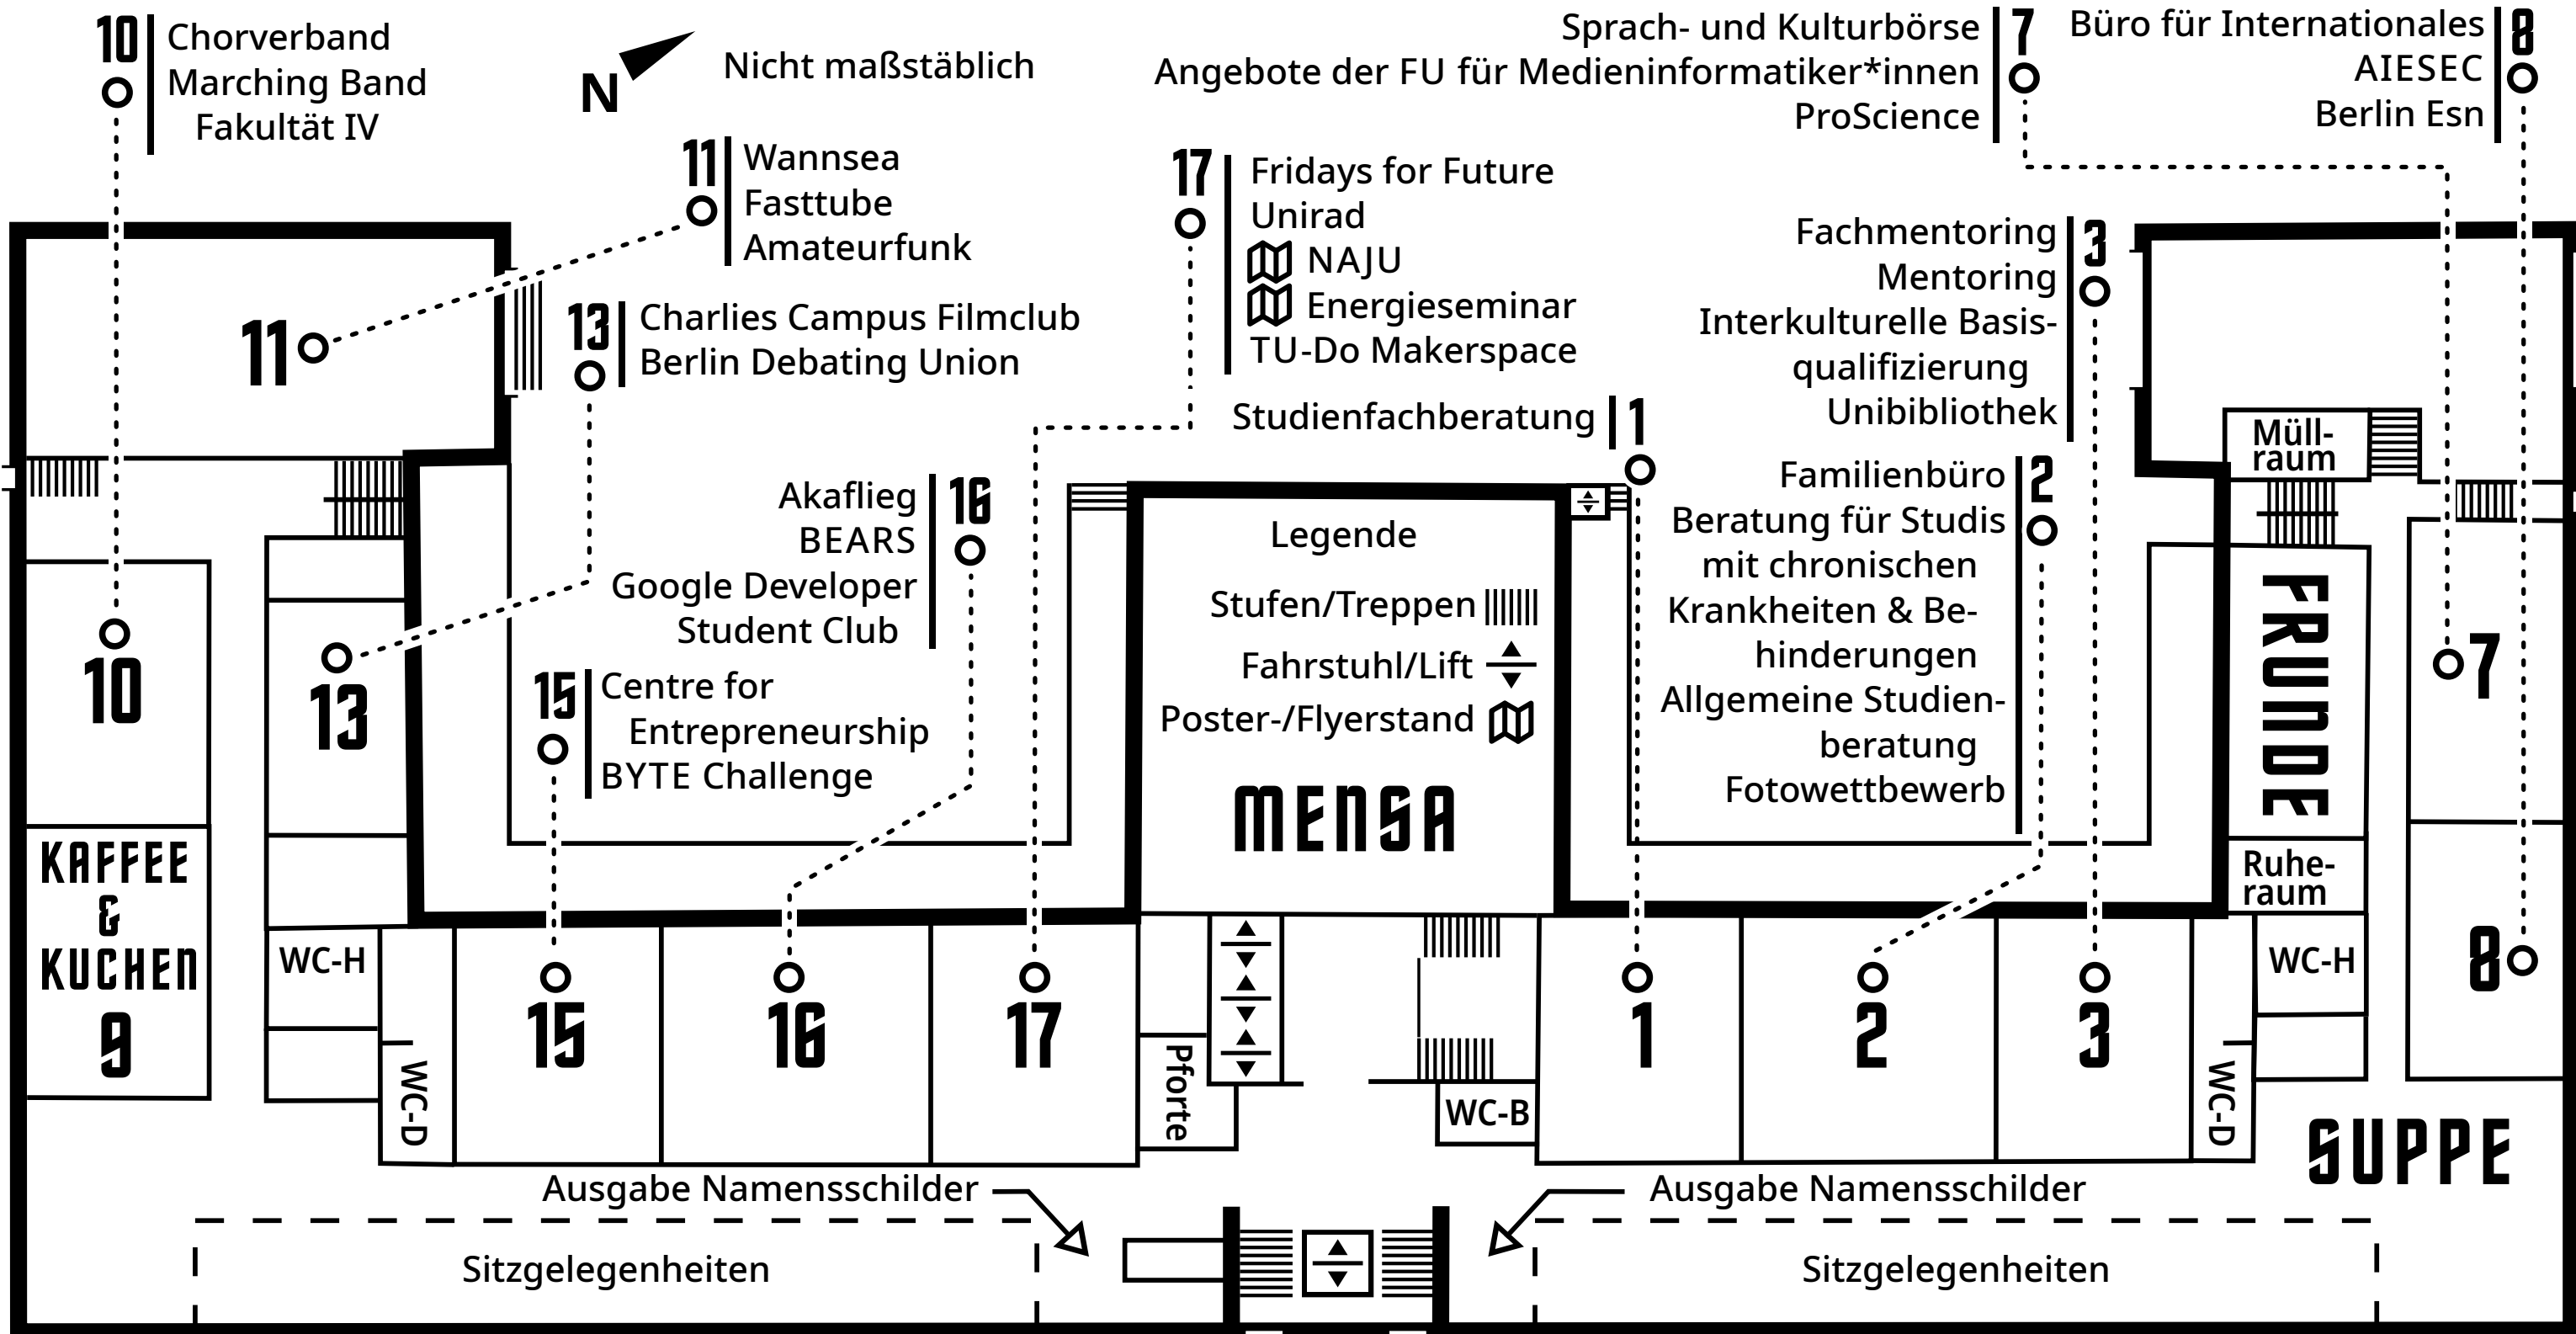 10
Chorverband
Marching Band
Fakultät IV
N
Nicht maßstäblich
Sprach- und Kulturbörse
Angebote der FU für Medieninformatiker*innen
ProScience
7
Büro für Internationales
AIESEC
Berlin Esn
8
11
Wannsea
Fasttube
Amateurfunk
17
Fridays for Future
Unirad
NAJU
Energieseminar
TU-Do Makerspace
Fachmentoring
Mentoring
Interkulturelle Basis-
qualifizierung
Unibibliothek
3
11
13
Charlies Campus Filmclub
Berlin Debating Union
Studienfachberatung
1
Müll-
raum
Akaflieg
BEARS
Google Developer
Student Club
16
Familienbüro
Beratung für Studis
mit chronischen
Krankheiten & Be-
hinderungen
Allgemeine Studien-
beratung
Fotowettbewerb
2
Legende
Stufen/Treppen
Fahrstuhl/Lift
Poster-/Flyerstand
MENSA
15
Centre for
Entrepreneurship
BYTE Challenge
10
13
FRUNDE
7
KAFFEE
&
KUCHEN
9
Ruhe-
raum
WC-H
WC-D
15
16
17
Pforte
WC-B
1
2
3
WC-D
WC-H
8
SUPPE
Ausgabe Namensschilder
Ausgabe Namensschilder
Sitzgelegenheiten
Sitzgelegenheiten